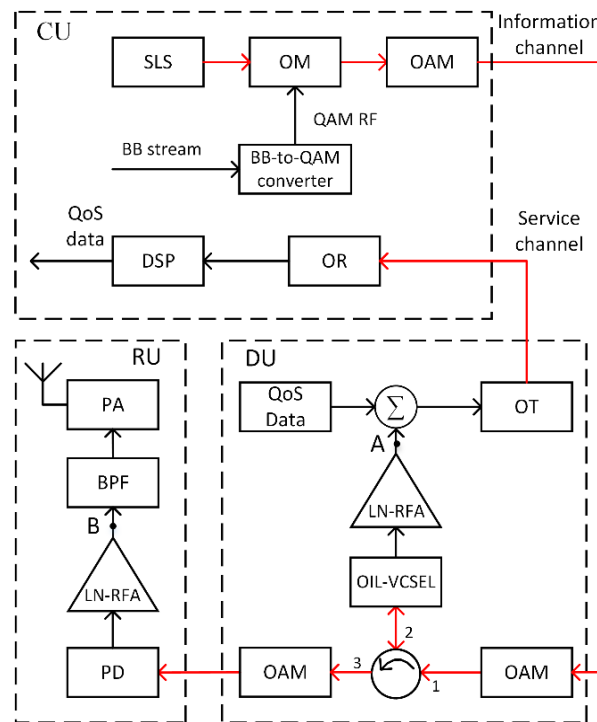 CU
Information
channel
SLS
OM
OAM
QAM RF
BB stream
BB-to-QAM
converter
QoS
data
DSP
OR
Service
channel
RU
DU
PA
QoS
Data
Σ
OT
A
BPF
B
LN-RFA
LN-RFA
OIL-VCSEL
2
PD
OAM
3
1
OAM